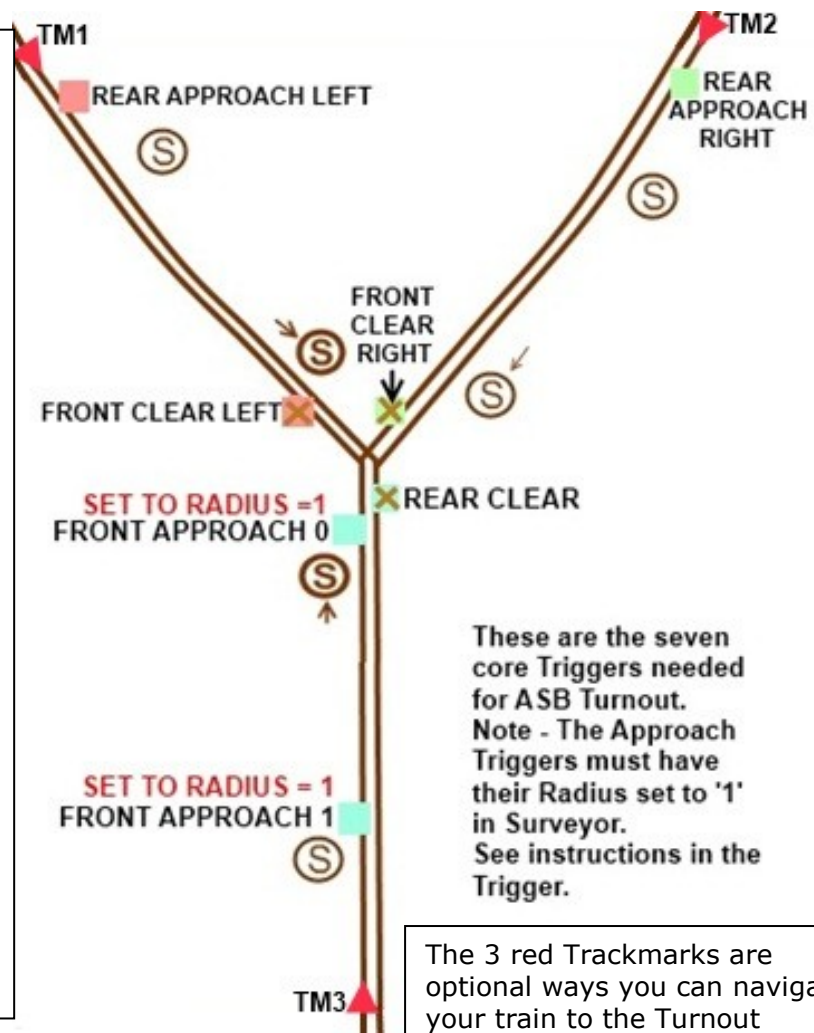 TM1
TM2
REAR APPROACH LEFT
REAR
APPROACH
RIGHT
S
S
FRONT
CLEAR
RIGHT
S
S
FRONT CLEAR LEFT
REAR CLEAR
SET TO RADIUS =1
FRONT APPROACH 0
S
These are the seven
core Triggers needed
for ASB Turnout.
Note - The Approach
Triggers must have
their Radius set to '1'
in Surveyor.
See instructions in the
Trigger.
SET TO RADIUS = 1
FRONT APPROACH 1
S
The 3 red Trackmarks are
optional ways you can naviga
your train to the Turnout
TM3